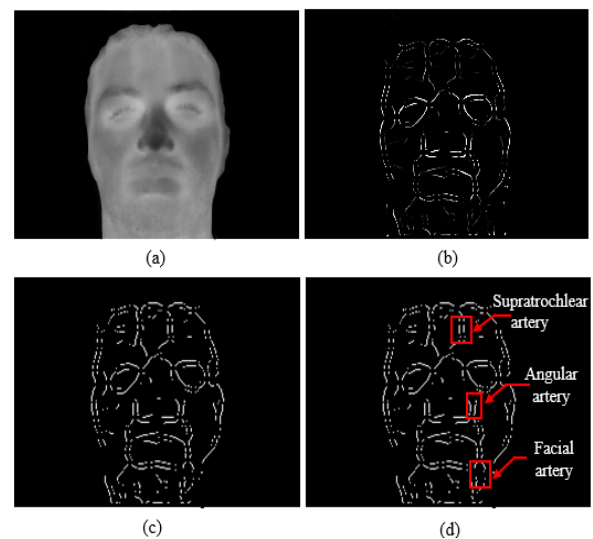 (a)
(b)
Supratrochlear
artery
Angular
artery
Facial
artery
(c)
(d)